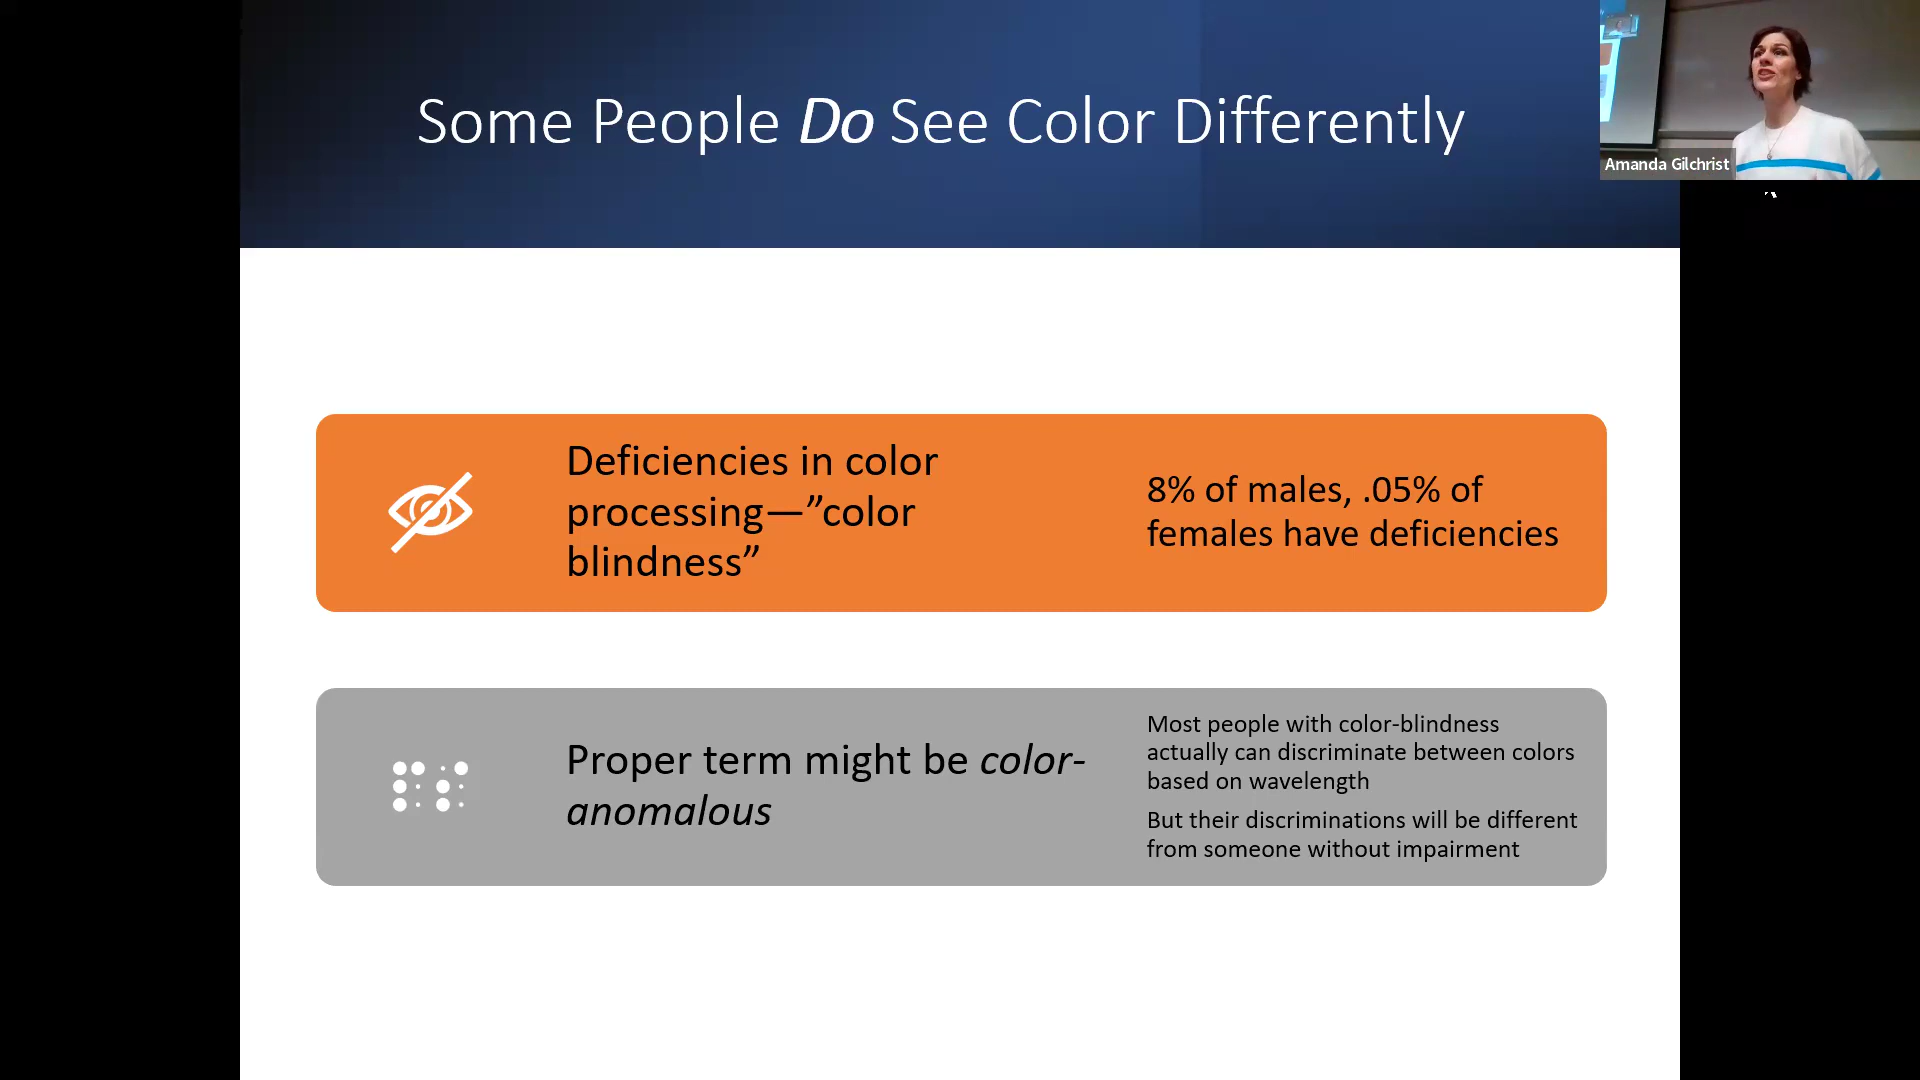 Some People Do See Color Differently
Amanda Gilchrist
Deficiencies in color
processing—”color
blindness”
8% of males, .05% of
females have deficiencies
Proper term might be color-
anomalous
Most people with color-blindness
actually can discriminate between colors
based on wavelength
But their discriminations will be different
from someone without impairment